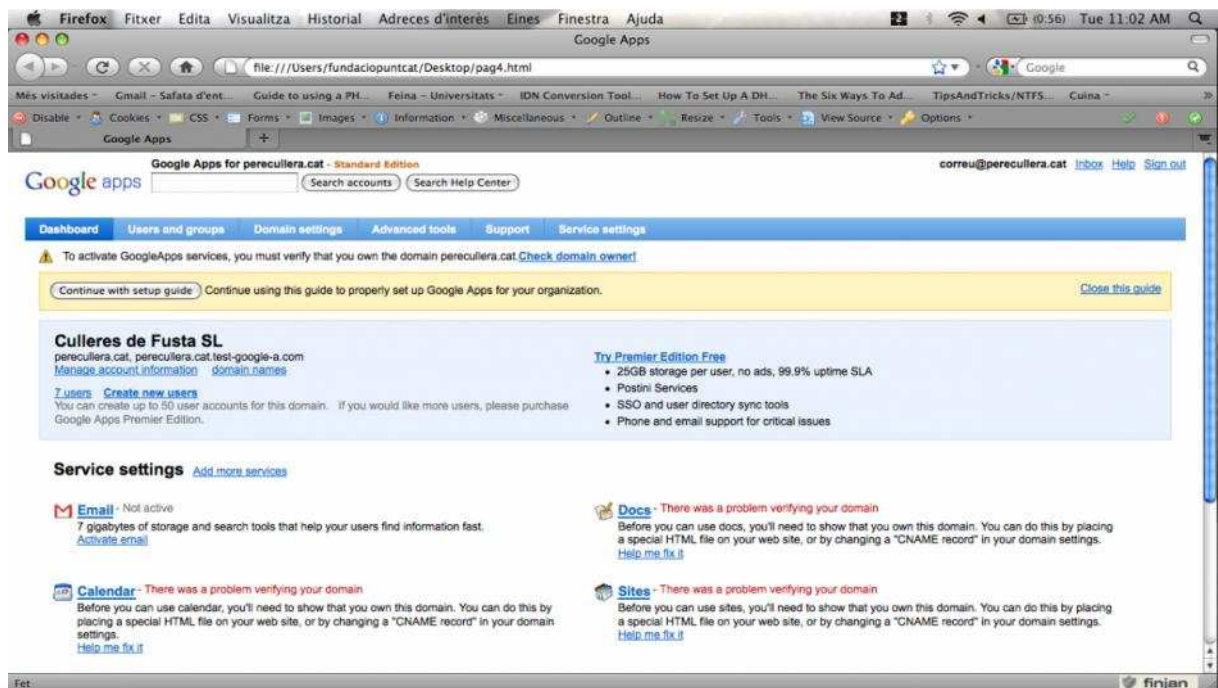 Firefox Fitxer Edita Visualitza Historial Adreces d'interès Eines Finestra Ajuda (0:56) Tue 11:02 AM
Google Apps
file:///Users/fundaciopuntcat/Desktop/pag4.html Google
Més visitades Gmail – Safata d'ent... Guide to using a PH... Feina – Universitats IDN Conversion Tool... How To Set Up A DH... The Six Ways To Ad... TipsAndTricks/NTFS... Cuina
Disable Cookies CSS Forms Images Information Miscellaneous Outline Resize Tools View Source Options
Google Apps
Google Apps for perecullera.cat - Standard Edition correu@perecullera.cat Inbox Help Sign out
Google apps Search accounts Search Help Center
Dashboard Users and groups Domain settings Advanced tools Support Service settings
To activate GoogleApps services, you must verify that you own the domain perecullera.cat.Check domain owner!
Continue with setup guide Continue using this guide to properly set up Google Apps for your organization. Close this guide
Culleres de Fusta SL
perecullera.cat, perecullera.cat.test-google-a.com
Manage account information domain names
7 users Create new users
You can create up to 50 user accounts for this domain. If you would like more users, please purchase
Google Apps Premier Edition.
Try Premier Edition Free
• 25GB storage per user, no ads, 99.9% uptime SLA
• Postini Services
• SSO and user directory sync tools
• Phone and email support for critical issues
Service settings Add more services
Email - Not active
7 gigabytes of storage and search tools that help your users find information fast.
Activate email
Docs - There was a problem verifying your domain
Before you can use docs, you'll need to show that you own this domain. You can do this by placing
a special HTML file on your web site, or by changing a "CNAME record" in your domain settings.
Help me fix it
Calendar - There was a problem verifying your domain
Before you can use calendar, you'll need to show that you own this domain. You can do this by
placing a special HTML file on your web site, or by changing a "CNAME record" in your domain
settings.
Help me fix it
Sites - There was a problem verifying your domain
Before you can use sites, you'll need to show that you own this domain. You can do this by placing
a special HTML file on your web site, or by changing a "CNAME record" in your domain settings.
Help me fix it
Fet finjan